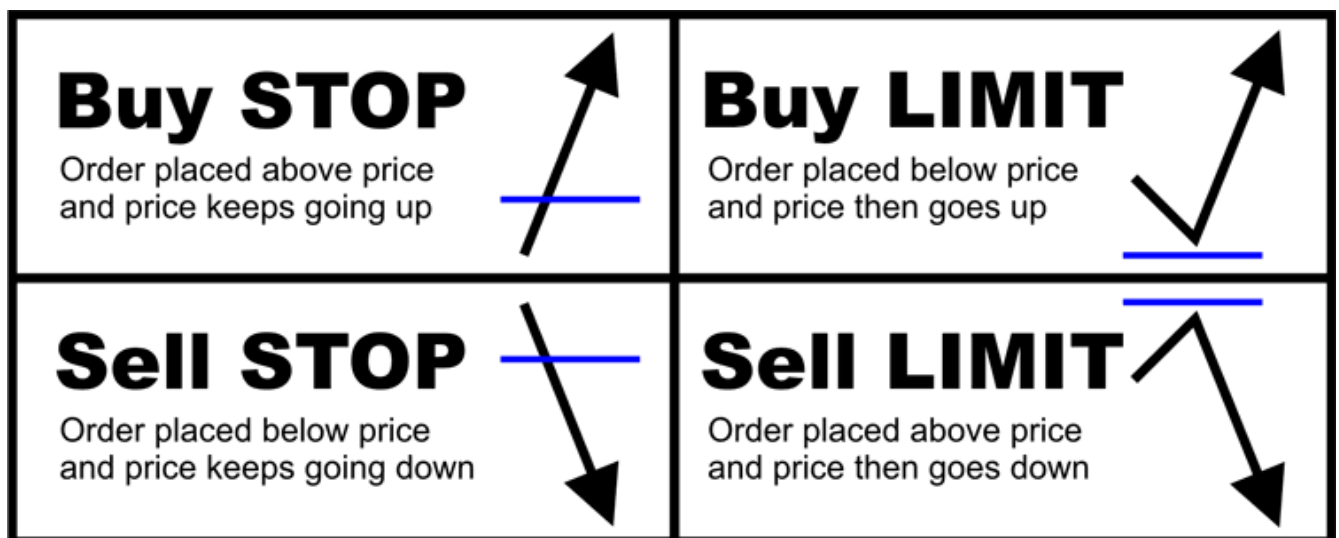 Buy STOP
Order placed above price
and price keeps going up
Buy LIMIT
Order placed below price
and price then goes up
Sell STOP
Order placed below price
and price keeps going down
Sell LIMIT
Order placed above price
and price then goes down